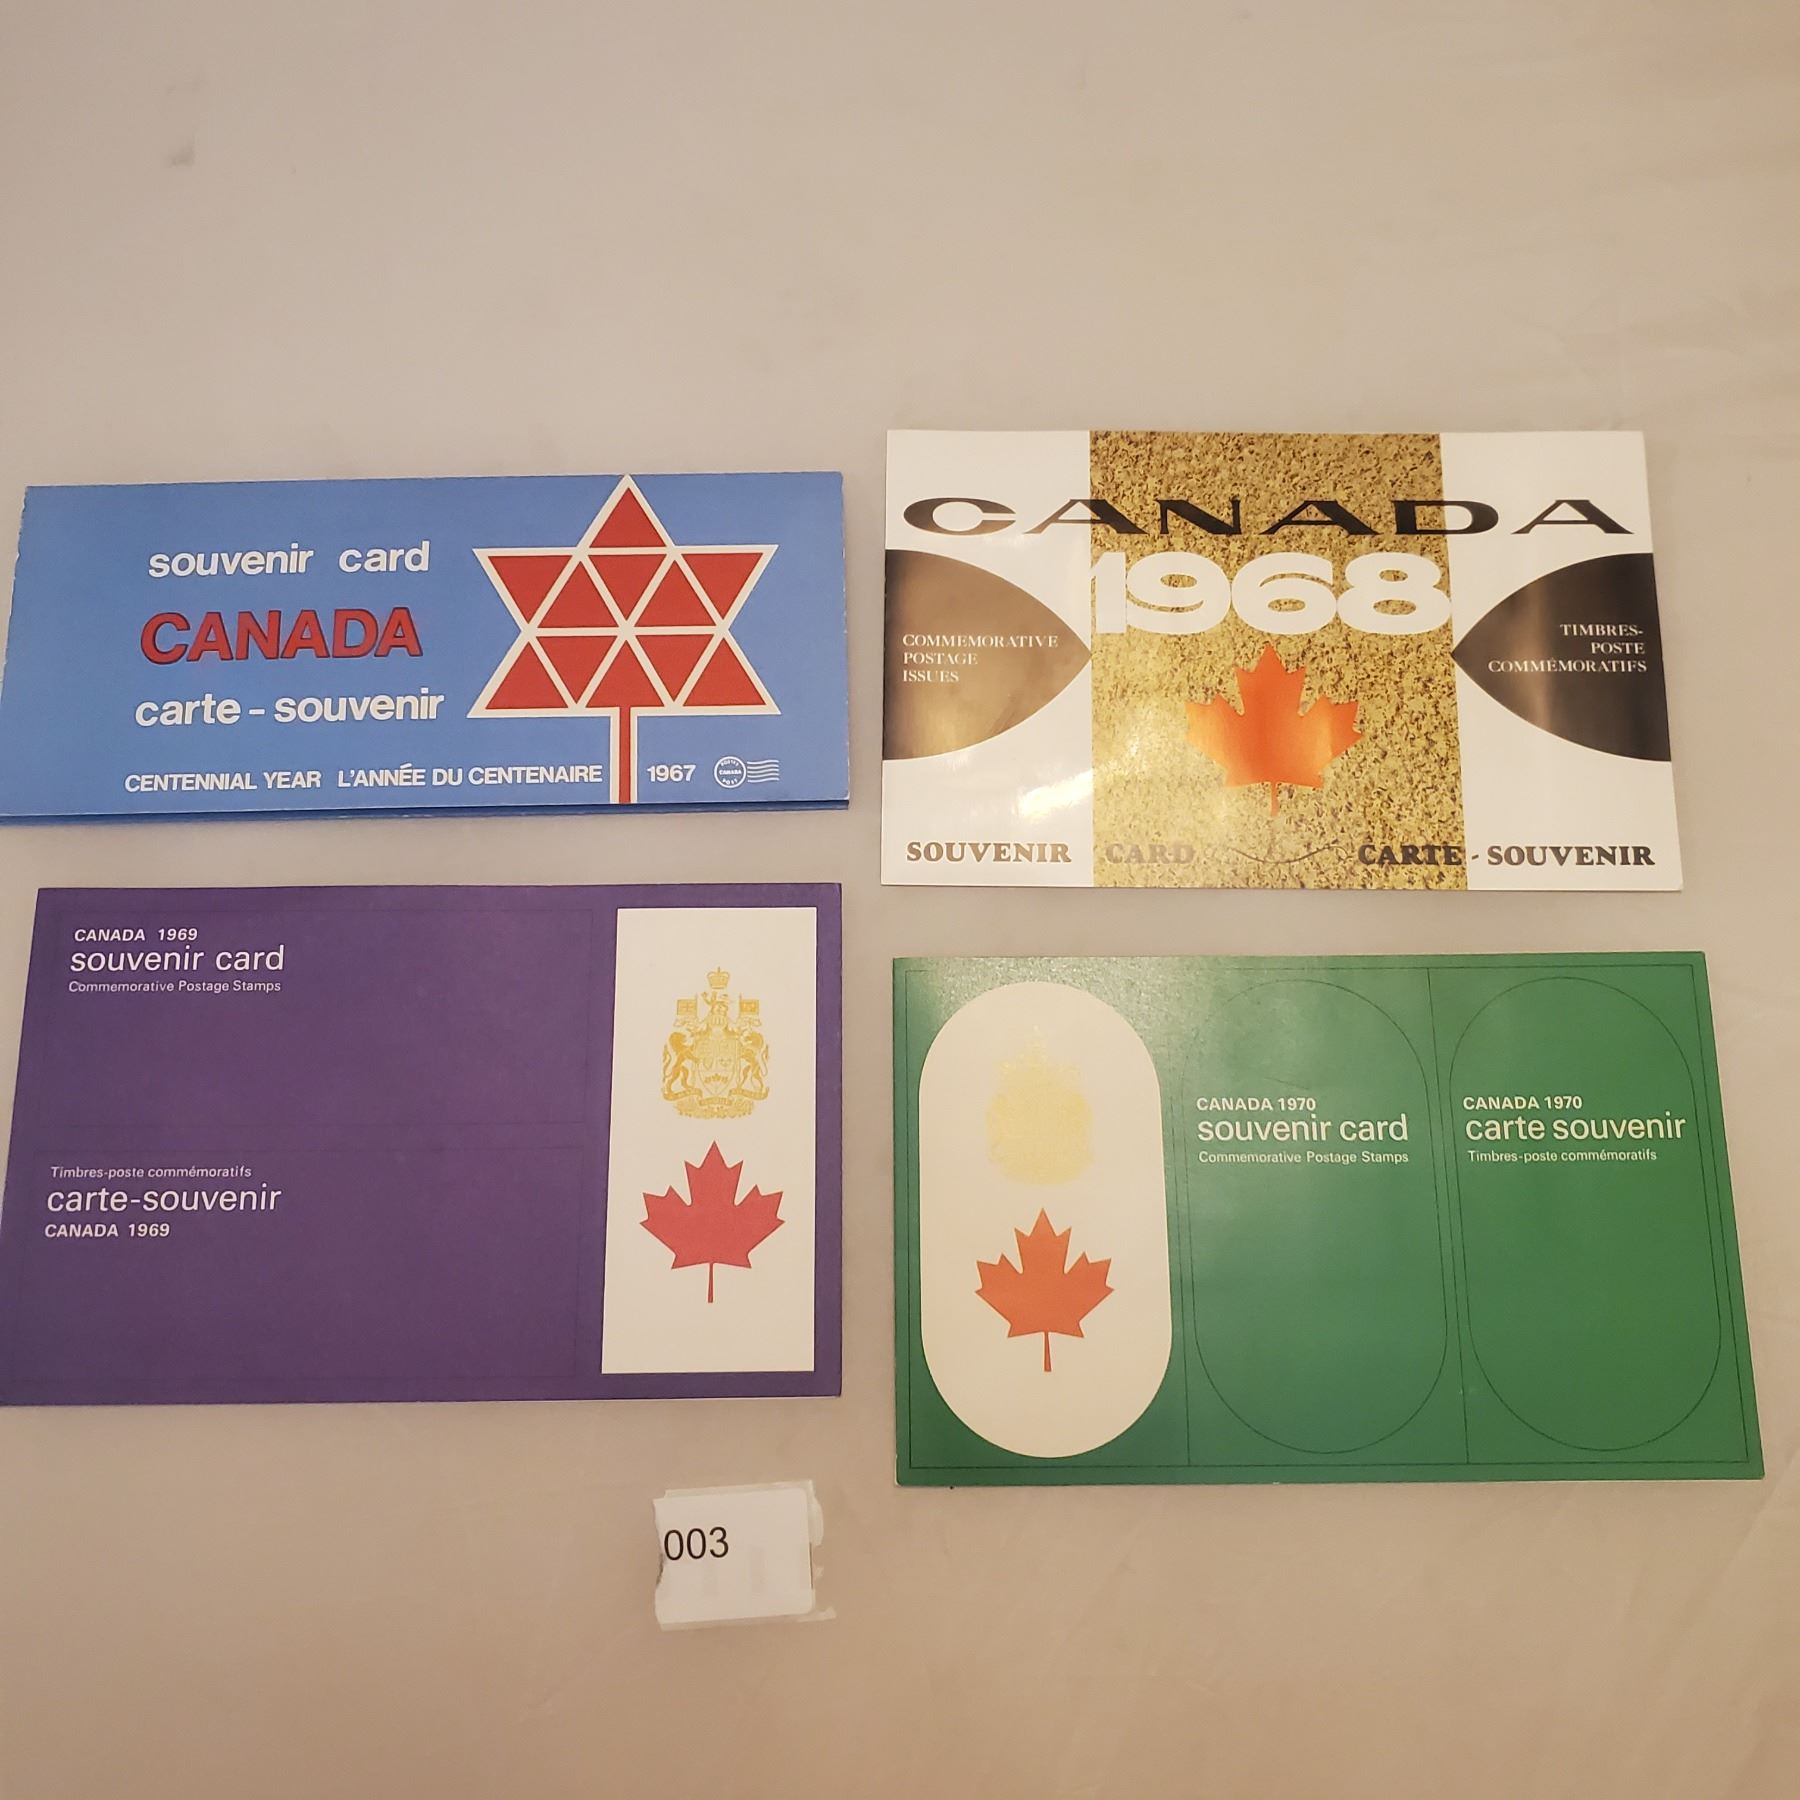 souvenir card
CANADA
carte - souvenir
CENTENNIAL YEAR L'ANNÉE DU CENTENAIRE 1967
CANADA
CANADA
1968
COMMEMORATIVE
POSTAGE
ISSUES
TIMBRES-
POSTE
COMMÉMORATIFS
SOUVENIR CARD CARTE - SOUVENIR
CANADA 1969
souvenir card
Commemorative Postage Stamps
Timbres-poste commémoratifs
carte-souvenir
CANADA 1969
CANADA 1970
souvenir card
Commemorative Postage Stamps
CANADA 1970
carte souvenir
Timbres-poste commémoratifs
003